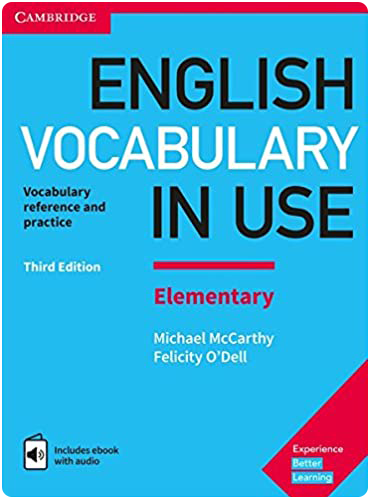 CAMBRIDGE
ENGLISH
VOCABULARY
IN USE
Vocabulary
reference and
practice
Third Edition
Elementary
Michael McCarthy
Felicity O'Dell
Includes ebook
with audio
Experience
Better
Learning